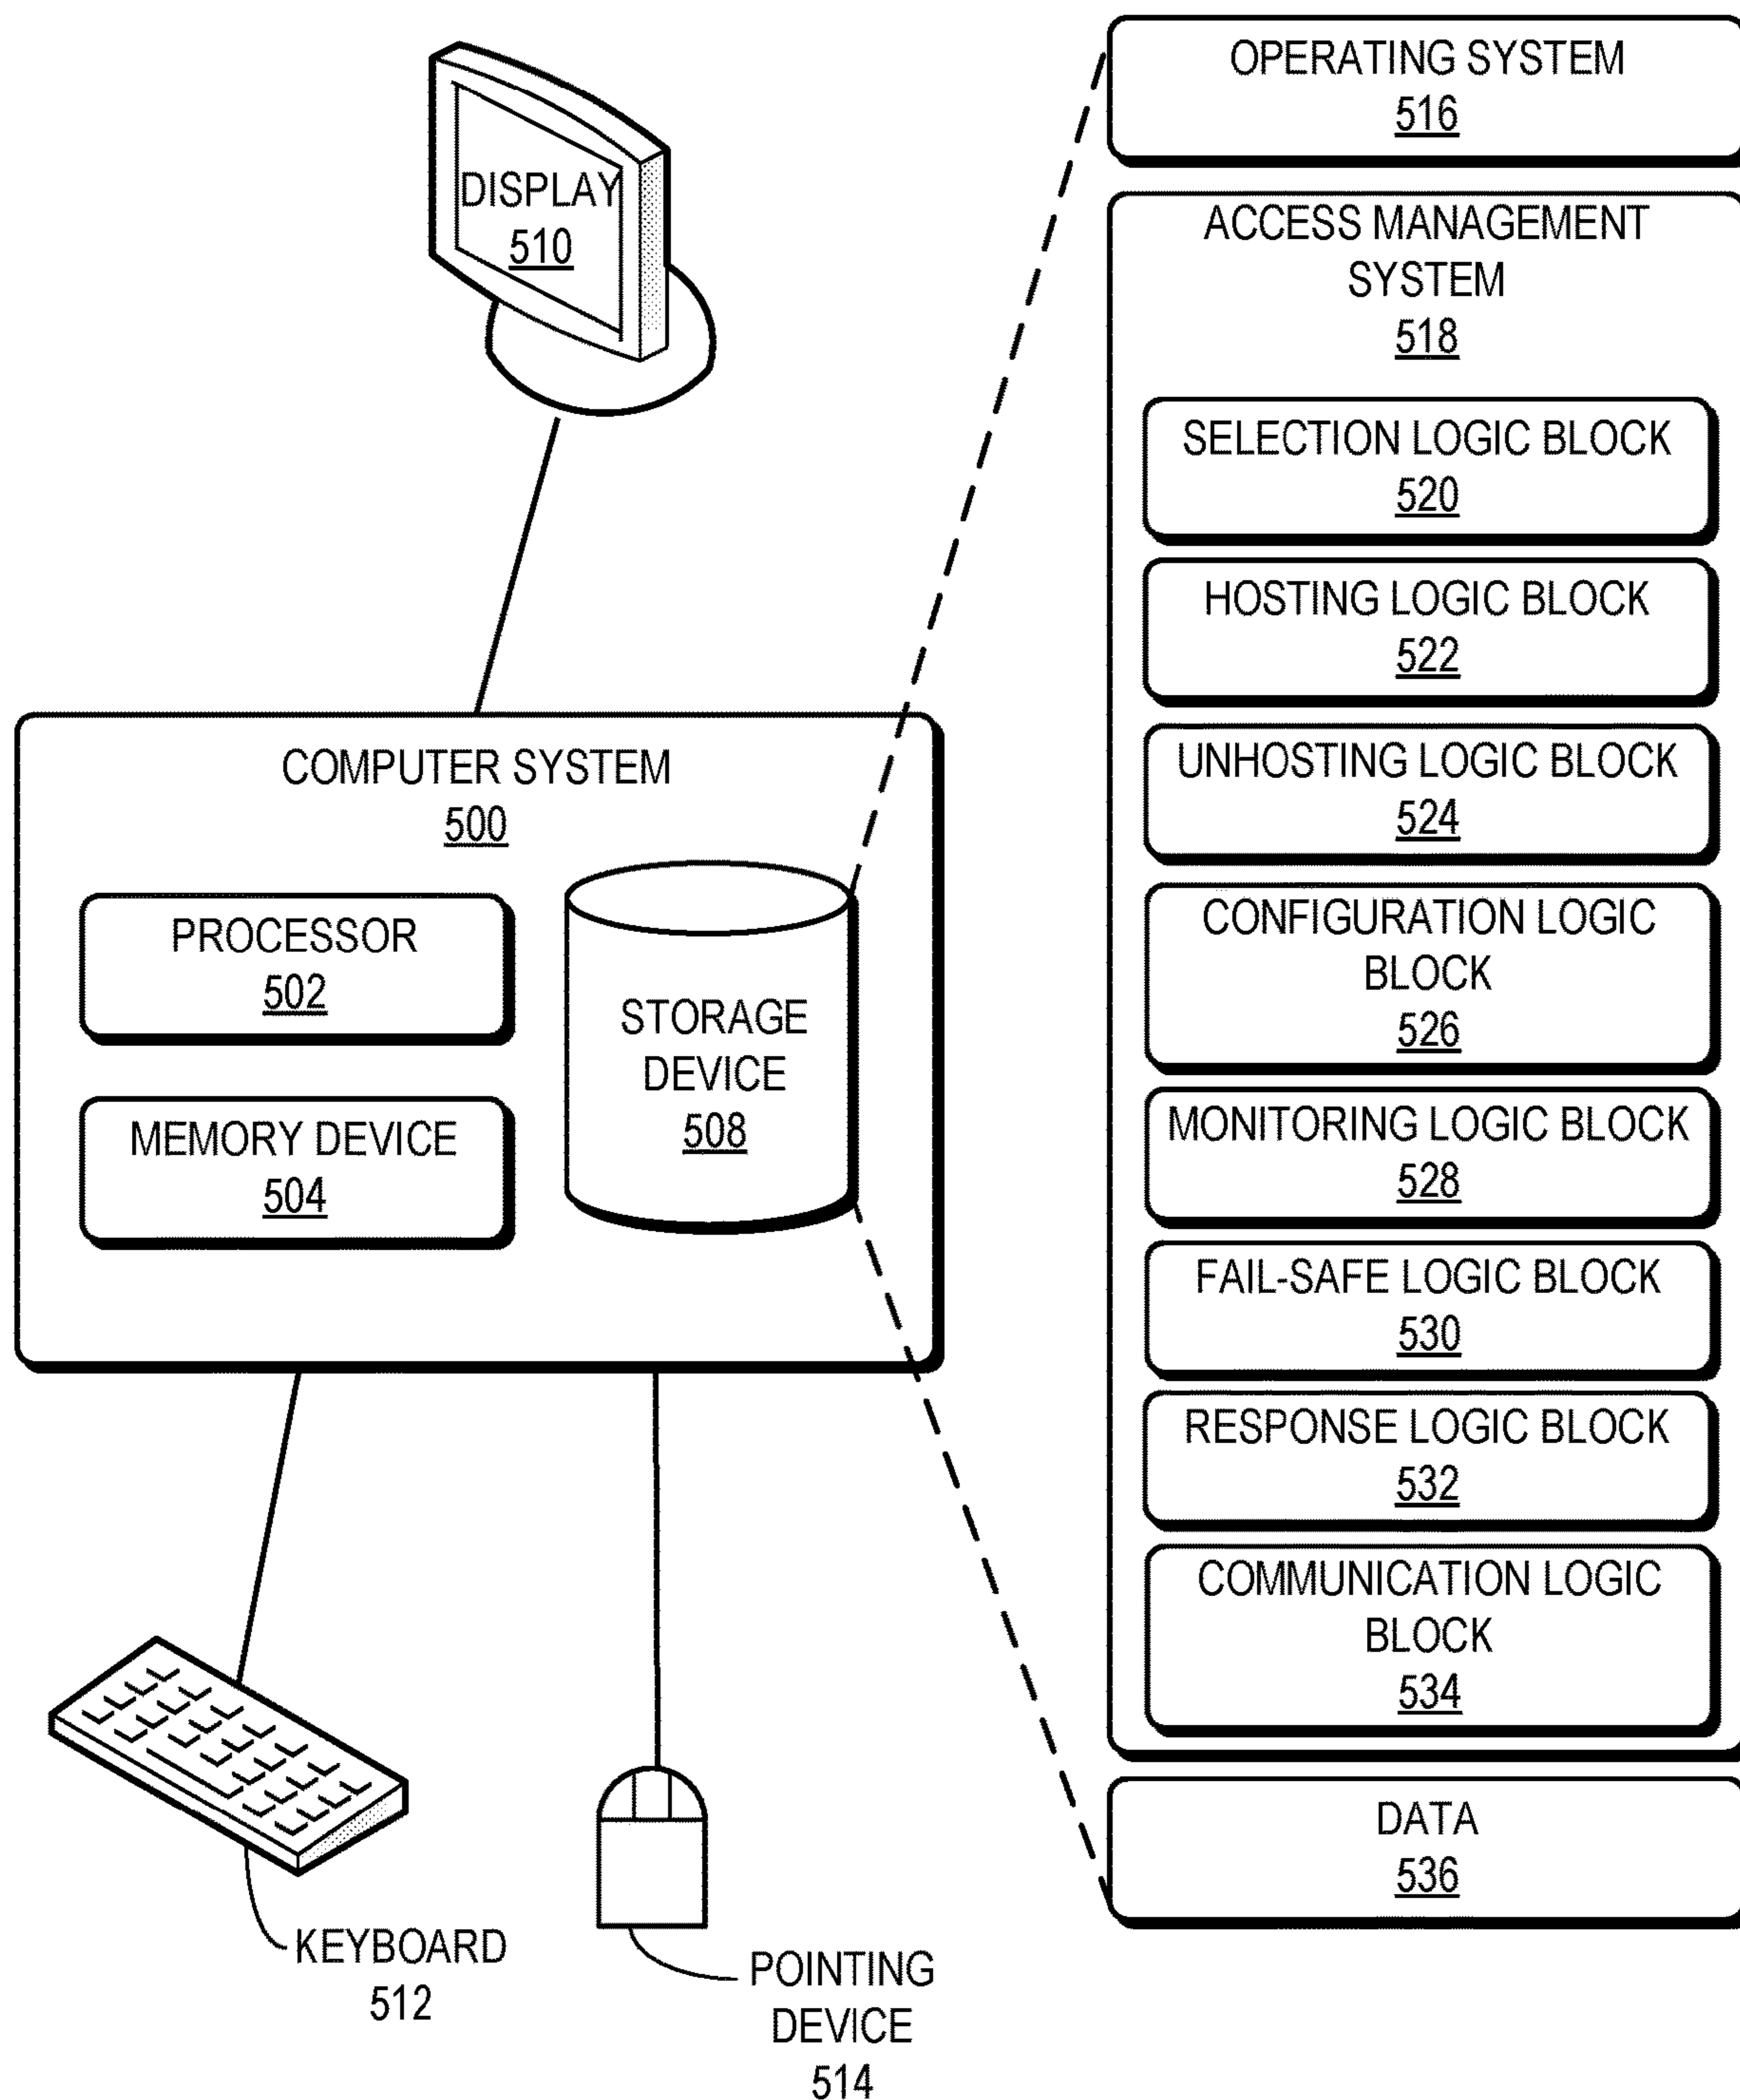 DISPLAY
510
COMPUTER SYSTEM
500
PROCESSOR
502
MEMORY DEVICE
504
STORAGE
DEVICE
508
KEYBOARD
512
POINTING
DEVICE
514
OPERATING SYSTEM
516
ACCESS MANAGEMENT
SYSTEM
518
SELECTION LOGIC BLOCK
520
HOSTING LOGIC BLOCK
522
UNHOSTING LOGIC BLOCK
524
CONFIGURATION LOGIC
BLOCK
526
MONITORING LOGIC BLOCK
528
FAIL-SAFE LOGIC BLOCK
530
RESPONSE LOGIC BLOCK
532
COMMUNICATION LOGIC
BLOCK
534
DATA
536